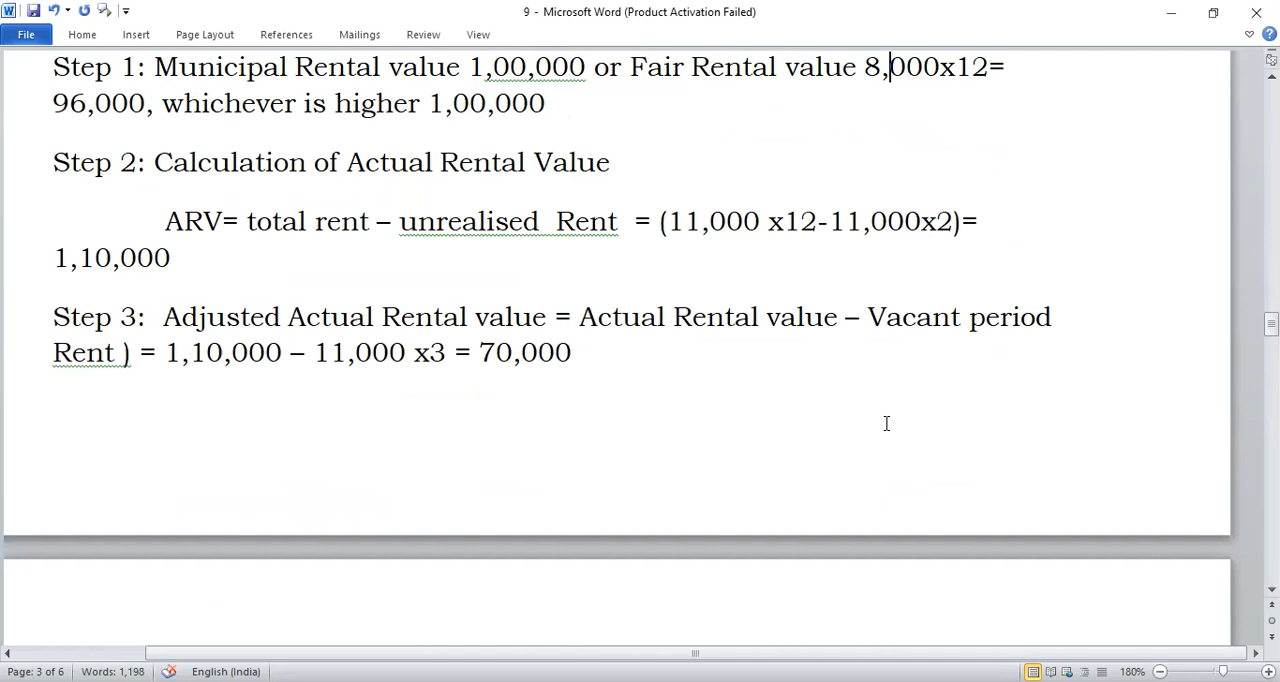 9 - Microsoft Word (Product Activation Failed)
File Home Insert Page Layout References Mailings Review View
Step 1: Municipal Rental value 1,00,000 or Fair Rental value 8,000x12=
96,000, whichever is higher 1,00,000
Step 2: Calculation of Actual Rental Value
ARV= total rent – unrealised Rent = (11,000 x12-11,000x2)=
1,10,000
Step 3: Adjusted Actual Rental value = Actual Rental value – Vacant period
Rent ) = 1,10,000 – 11,000 x3 = 70,000
Page: 3 of 6 Words: 1,198 English (India) 180%